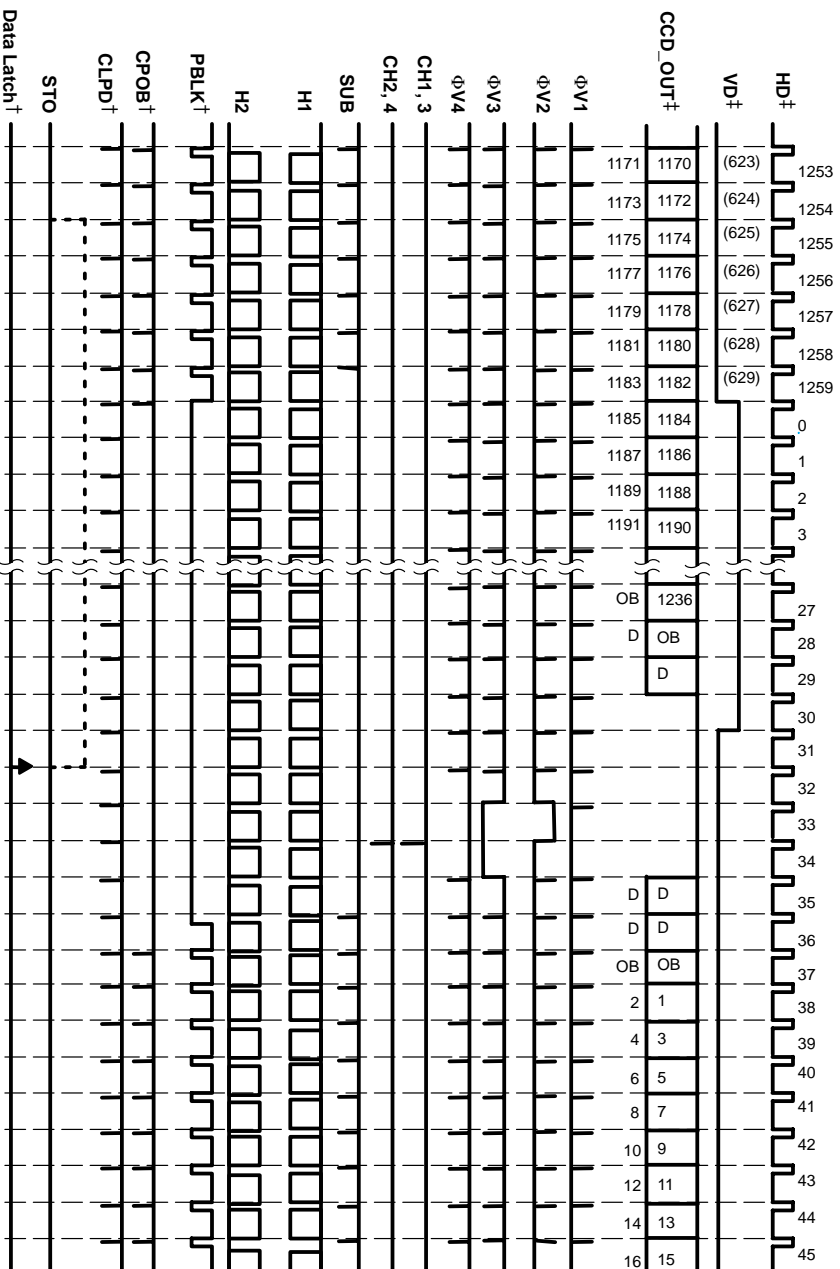 HD‡
1253
1254
1255
1256
1257
1258
1259
0
1
2
3
27
28
29
30
31
32
33
34
35
36
37
38
39
40
41
42
43
44
45
VD‡
(623)
(624)
(625)
(626)
(627)
(628)
(629)
CCD_OUT‡
1170
1172
1174
1176
1178
1180
1182
1184
1186
1188
1190
1236
OB
D
D
D
OB
1
3
5
7
9
11
13
15
1171
1173
1175
1177
1179
1181
1183
1185
1187
1189
1191
OB
D
D
D
OB
2
4
6
8
10
12
14
16
ΦV1
ΦV2
ΦV3
ΦV4
CH1, 3
CH2, 4
SUB
H1
H2
PBLK†
CPOB†
CLPD†
STO
Data Latch†